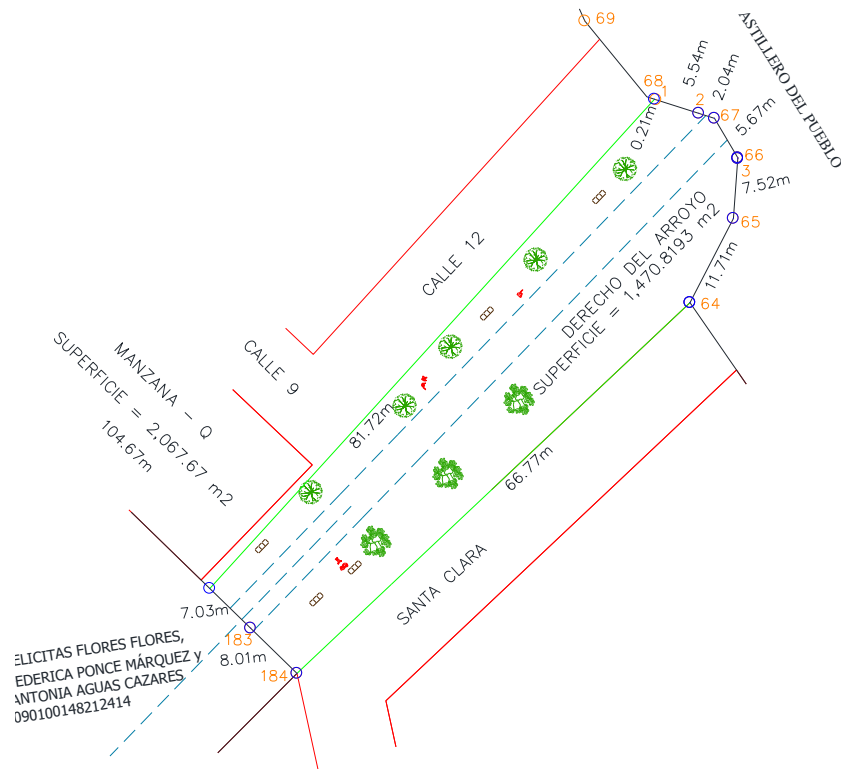 69
ASTILLERO DEL PUEBLO
5.54m
2.04m
68
1
2
67
5.67m
0.21m
66
3
7.52m
65
11.71m
64
CALLE 12
DERECHO DEL ARROYO
SUPERFICIE = 1,470.8193 m2
CALLE 9
MANZANA - Q
SUPERFICIE = 2,067.67 m2
104.67m
81.72m
66.77m
SANTA CLARA
7.03m
183
8.01m
184
ELICITAS FLORES FLORES,
EDERICA PONCE MÁRQUEZ y
ANTONIA AGUAS CAZARES
090100148212414